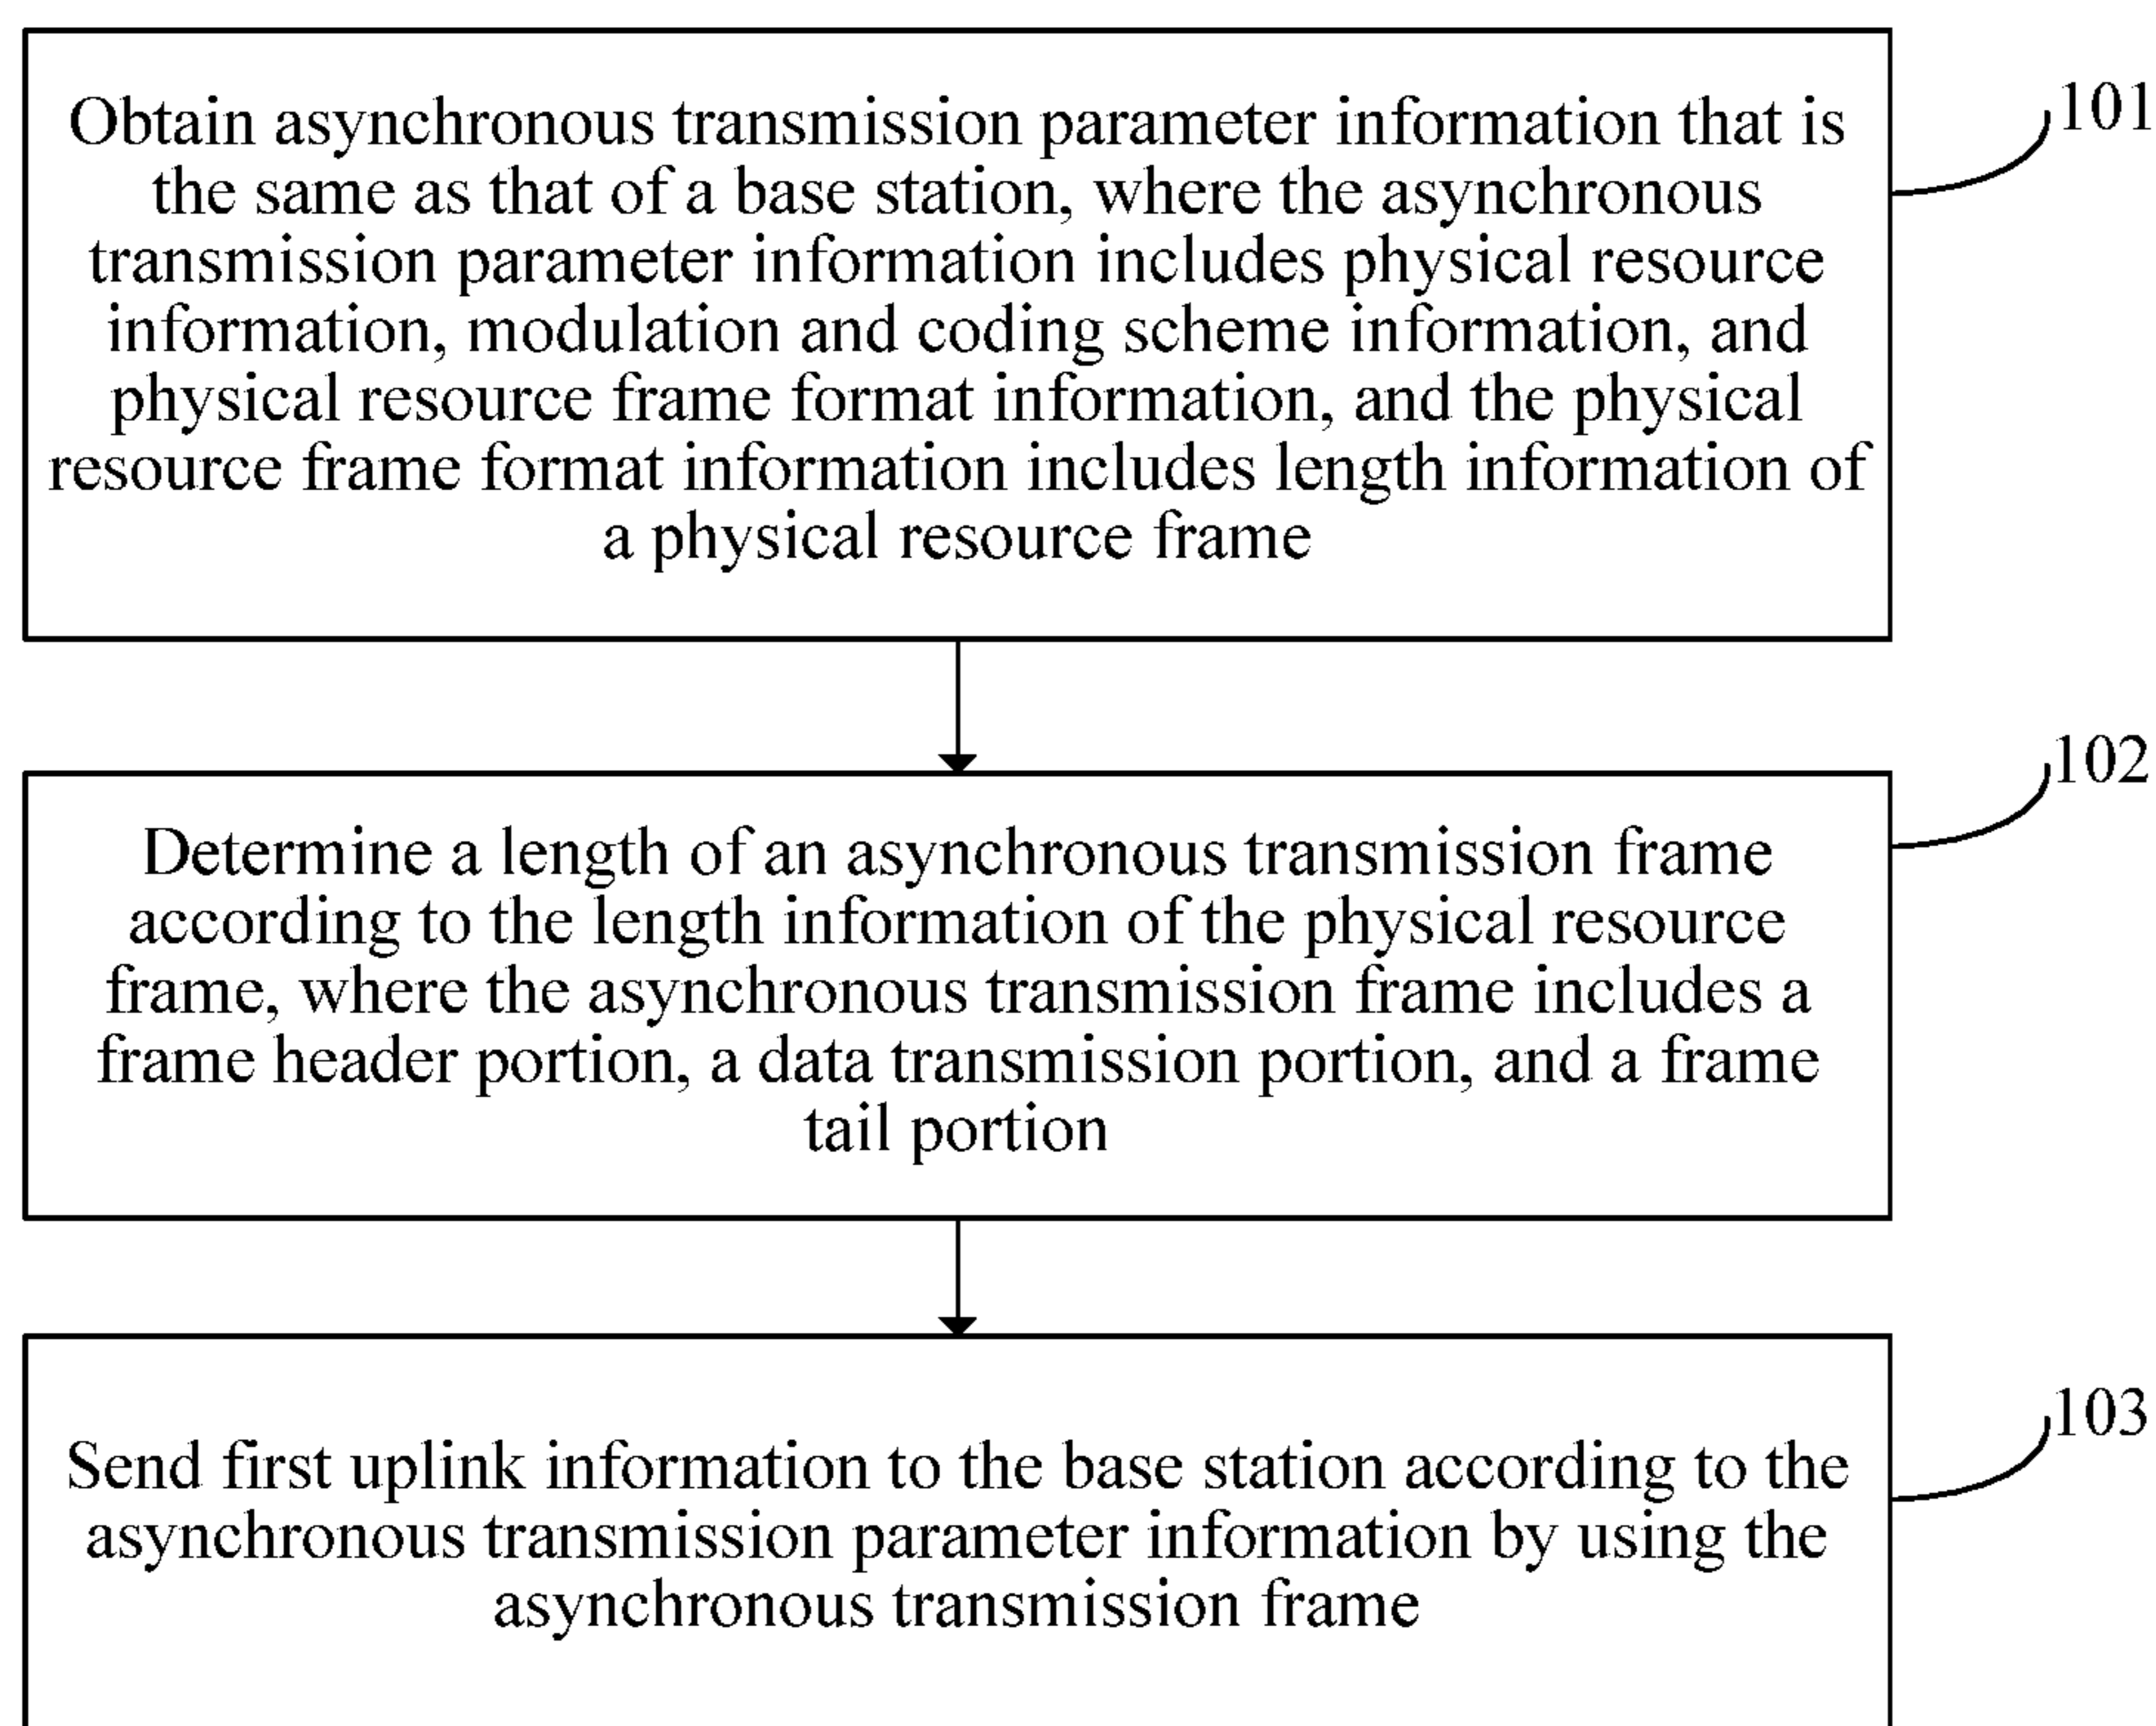 Obtain asynchronous transmission parameter information that is
the same as that of a base station, where the asynchronous
transmission parameter information includes physical resource
information, modulation and coding scheme information, and
physical resource frame format information, and the physical
resource frame format information includes length information of
a physical resource frame
101
Determine a length of an asynchronous transmission frame
according to the length information of the physical resource
frame, where the asynchronous transmission frame includes a
frame header portion, a data transmission portion, and a frame
tail portion
102
Send first uplink information to the base station according to the
asynchronous transmission parameter information by using the
asynchronous transmission frame
103